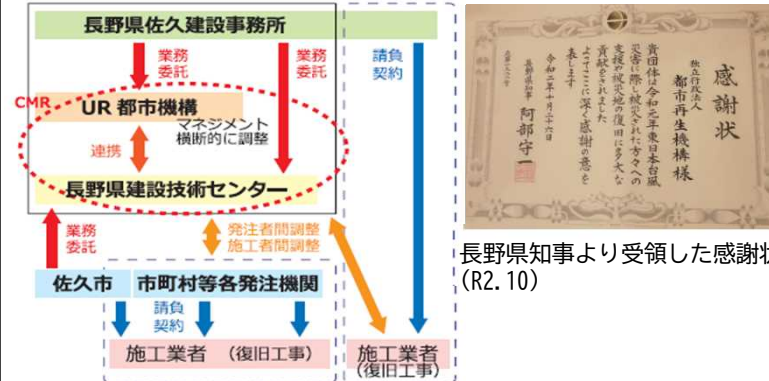 長野県佐久建設事務所
業務
委託
業務
委託
請負
契約
CMR
UR 都市機構
マネジメント
横断的に調整
連携
長野県建設技術センター
業務
委託
発注者間調整
施工者間調整
佐久市
市町村等各発注機関
請負
契約
施工業者 （復旧工事）
施工業者
（復旧工事）
感謝状
独立行政法人
都市再生機構 様
貴団体は令和元年東日本台風
災害に際し被災された方々への
支援や被災地の復旧に多大な
貢献をされました
よってここに深く感謝の意を
表します
令和二年十月二十六日
長野県知事 阿部守一
長野県知事より受領した感謝状
(R2.10)